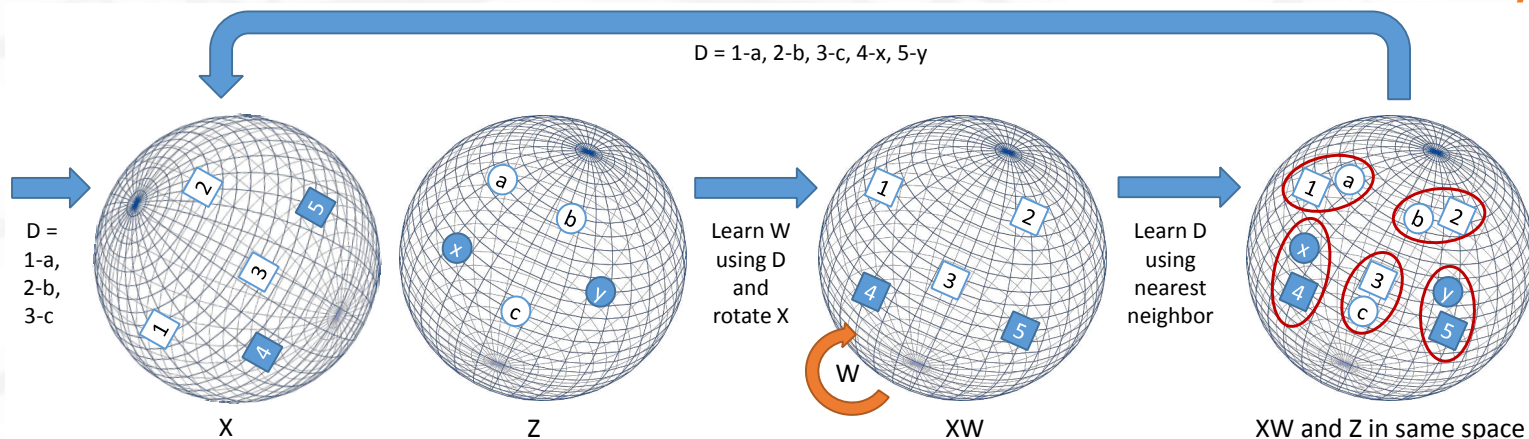 D = 1-a, 2-b, 3-c, 4-x, 5-y
D =
1-a,
2-b,
3-c
2
5
3
1
4
X
a
b
x
y
c
Z
Learn W
using D
and
rotate X
1
2
3
4
5
W
XW
Learn D
using
nearest
neighbor
1 a
b 2
x
4
3
c
y
5
XW and Z in same space